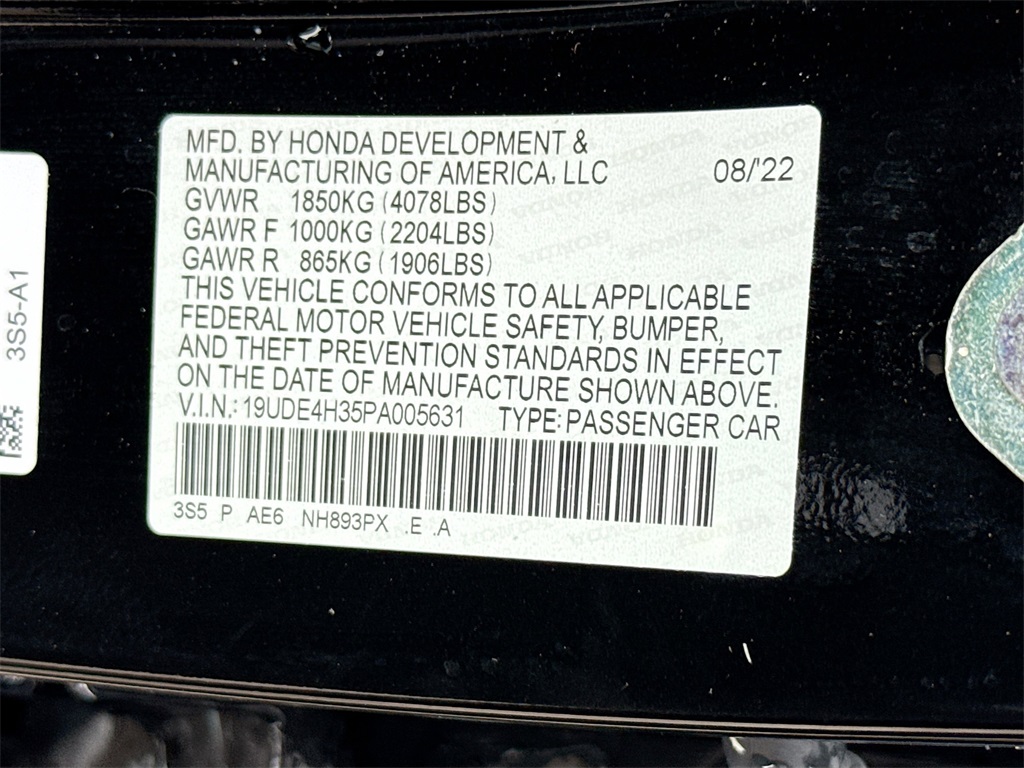 MFD. BY HONDA DEVELOPMENT &
MANUFACTURING OF AMERICA, LLC 08/'22
GVWR 1850KG (4078LBS)
GAWR F 1000KG (2204LBS)
GAWR R 865KG (1906LBS)
THIS VEHICLE CONFORMS TO ALL APPLICABLE
FEDERAL MOTOR VEHICLE SAFETY, BUMPER,
AND THEFT PREVENTION STANDARDS IN EFFECT
ON THE DATE OF MANUFACTURE SHOWN ABOVE.
V.I.N.: 19UDE4H35PA005631 TYPE: PASSENGER CAR
3S5 P AE6 NH893PX .E .A
3S5-A1